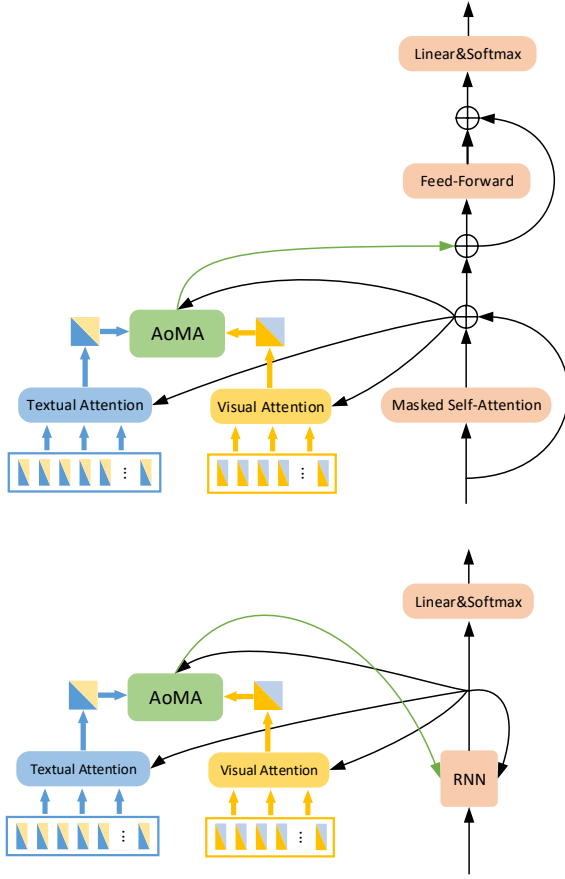 Linear&Softmax
Feed-Forward
AoMA
Textual Attention
Visual Attention
Masked Self-Attention
...
...
Linear&Softmax
AoMA
Textual Attention
Visual Attention
RNN
...
...